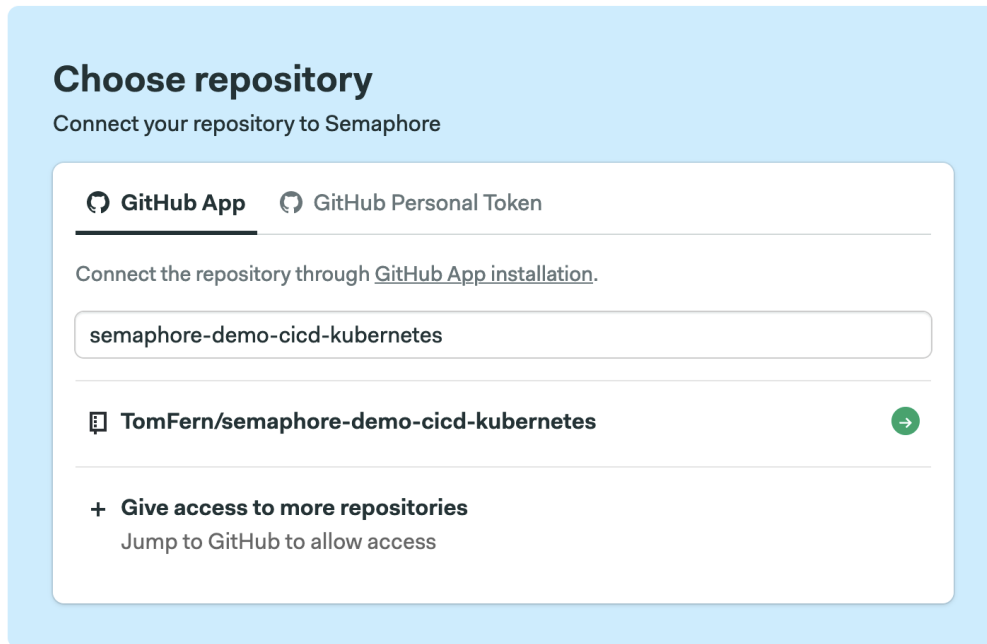 Choose repository
Connect your repository to Semaphore
GitHub App GitHub Personal Token
Connect the repository through GitHub App installation.
semaphore-demo-cicd-kubernetes
TomFern/semaphore-demo-cicd-kubernetes
+ Give access to more repositories
Jump to GitHub to allow access